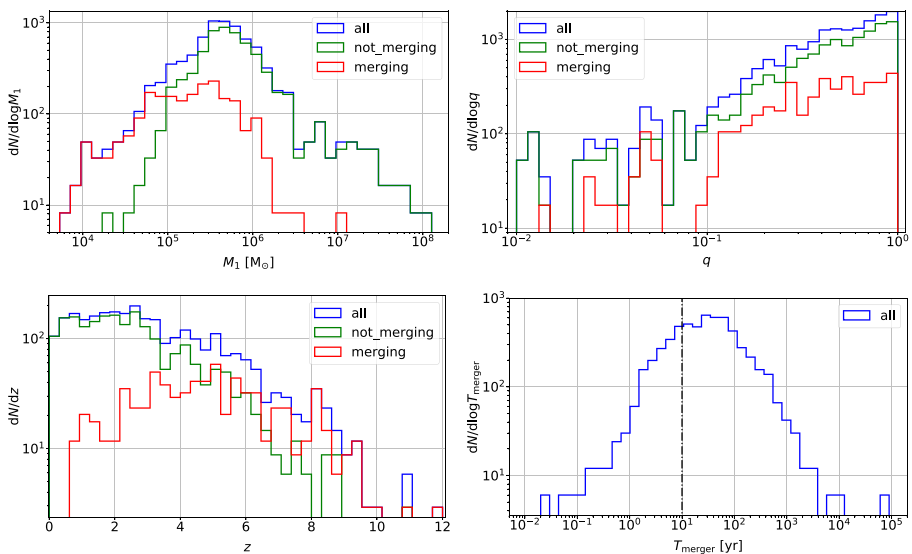 10³
10²
10¹
dN/dlogM₁
all
not_merging
merging
10⁴ 10⁵ 10⁶ 10⁷ 10⁸
M₁ [M⊙]
10³
10²
10¹
dN/dlogq
all
not_merging
merging
10⁻² 10⁻¹ 10⁰
q
10²
10¹
dN/dz
all
not_merging
merging
0 2 4 6 8 10 12
z
10³
10²
10¹
dN/dlogT_merger
all
10⁻² 10⁻¹ 10⁰ 10¹ 10² 10³ 10⁴ 10⁵
T_merger [yr]